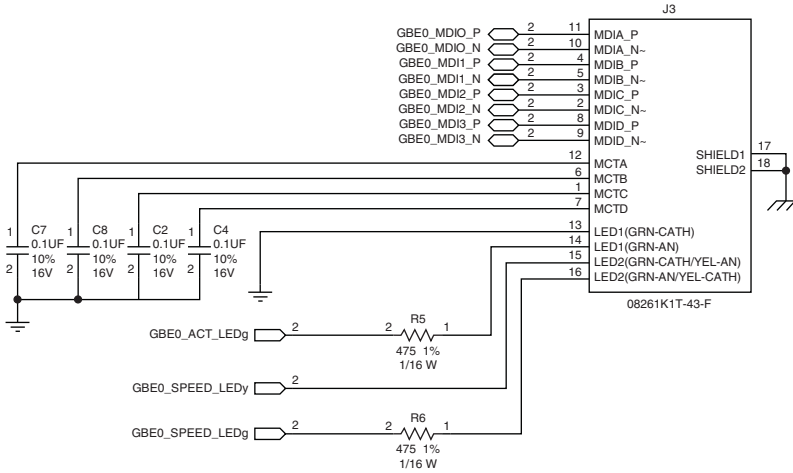 J3
GBE0_MDIO_P 2 11 MDIA_P
GBE0_MDIO_N 2 10 MDIA_N~
GBE0_MDI1_P 2 4 MDIB_P
GBE0_MDI1_N 2 5 MDIB_N~
GBE0_MDI2_P 2 3 MDIC_P
GBE0_MDI2_N 2 2 MDIC_N~
GBE0_MDI3_P 2 8 MDID_P
GBE0_MDI3_N 2 9 MDID_N~
SHIELD1 17
SHIELD2 18
12 MCTA
6 MCTB
1 MCTC
7 MCTD
13 LED1(GRN-CATH)
14 LED1(GRN-AN)
15 LED2(GRN-CATH/YEL-AN)
16 LED2(GRN-AN/YEL-CATH)
08261K1T-43-F
1 C7 1 C8 1 C2 1 C4
0.1UF 0.1UF 0.1UF 0.1UF
2 10% 2 10% 2 10% 2 10%
16V 16V 16V 16V
R5
GBE0_ACT_LEDg 2 2 1
475 1%
1/16 W
GBE0_SPEED_LEDy 2
R6
GBE0_SPEED_LEDg 2 2 1
475 1%
1/16 W